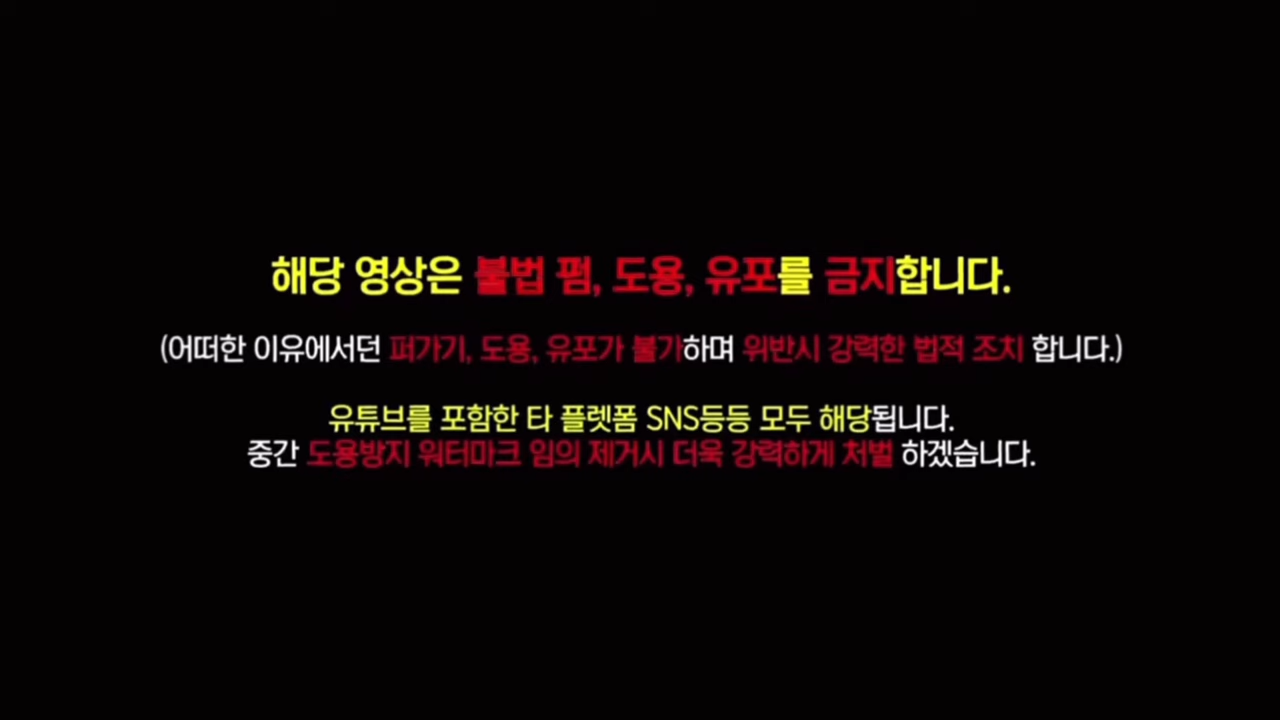 해당 영상은 불법 펌, 도용, 유포를 금지합니다.
(어떠한 이유에서던 퍼가기, 도용, 유포가 불가하며 위반시 강력한 법적 조치 합니다.)
유튜브를 포함한 타 플렛폼 SNS등등 모두 해당됩니다.
중간 도용방지 워터마크 임의 제거시 더욱 강력하게 처벌 하겠습니다.